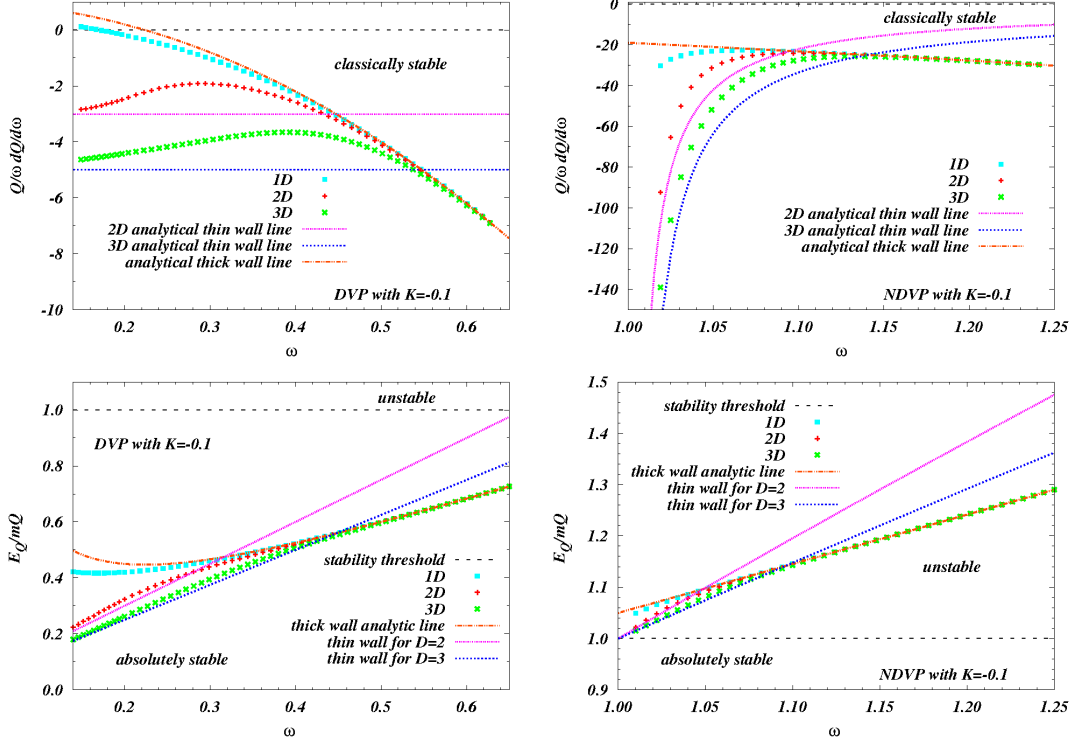 0
-2
-4
-6
-8
-10
0.2
0.3
0.4
0.5
0.6
Q/ω dQ/dω
ω
classically stable
1D
2D
3D
2D analytical thin wall line
3D analytical thin wall line
analytical thick wall line
DVP with K=-0.1
0
-20
-40
-60
-80
-100
-120
-140
1.00
1.05
1.10
1.15
1.20
1.25
Q/ω dQ/dω
ω
classically stable
1D
2D
3D
2D analytical thin wall line
3D analytical thin wall line
analytical thick wall line
NDVP with K=-0.1
1.0
0.8
0.6
0.4
0.2
0.0
0.2
0.3
0.4
0.5
0.6
E_Q/mQ
ω
unstable
DVP with K=-0.1
stability threshold
1D
2D
3D
thick wall analytic line
thin wall for D=2
thin wall for D=3
absolutely stable
1.5
1.4
1.3
1.2
1.1
1.0
0.9
1.00
1.05
1.10
1.15
1.20
1.25
E_Q/mQ
ω
stability threshold
1D
2D
3D
thick wall analytic line
thin wall for D=2
thin wall for D=3
unstable
absolutely stable
NDVP with K=-0.1